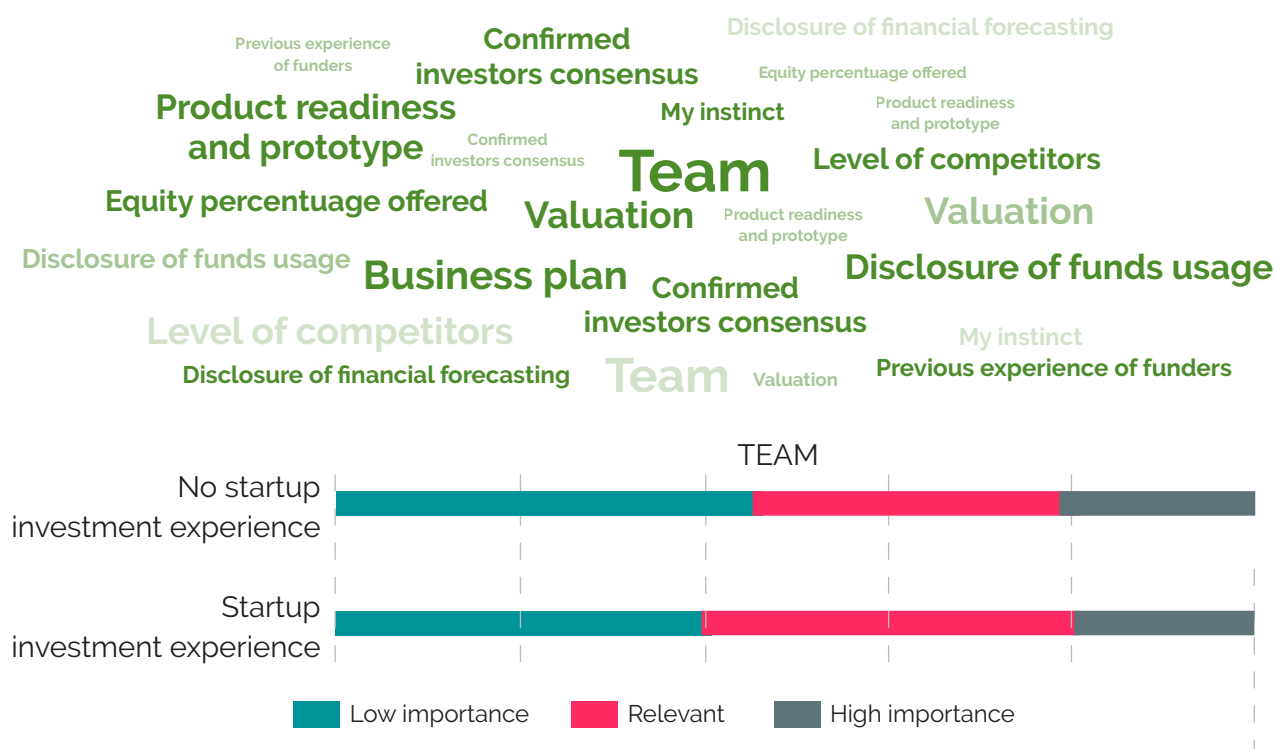 Disclosure of financial forecasting
Previous experience
of funders
Confirmed
investors consensus
Equity percentuage offered
Product readiness
and prototype
My instinct
Product readiness
and prototype
Confirmed
investors consensus
Team
Level of competitors
Equity percentuage offered
Valuation
Product readiness
and prototype
Valuation
Disclosure of funds usage
Business plan
Confirmed
investors consensus
Disclosure of funds usage
Level of competitors
My instinct
Disclosure of financial forecasting
Team
Valuation
Previous experience of funders
TEAM
No startup
investment experience
Startup
investment experience
Low importance
Relevant
High importance